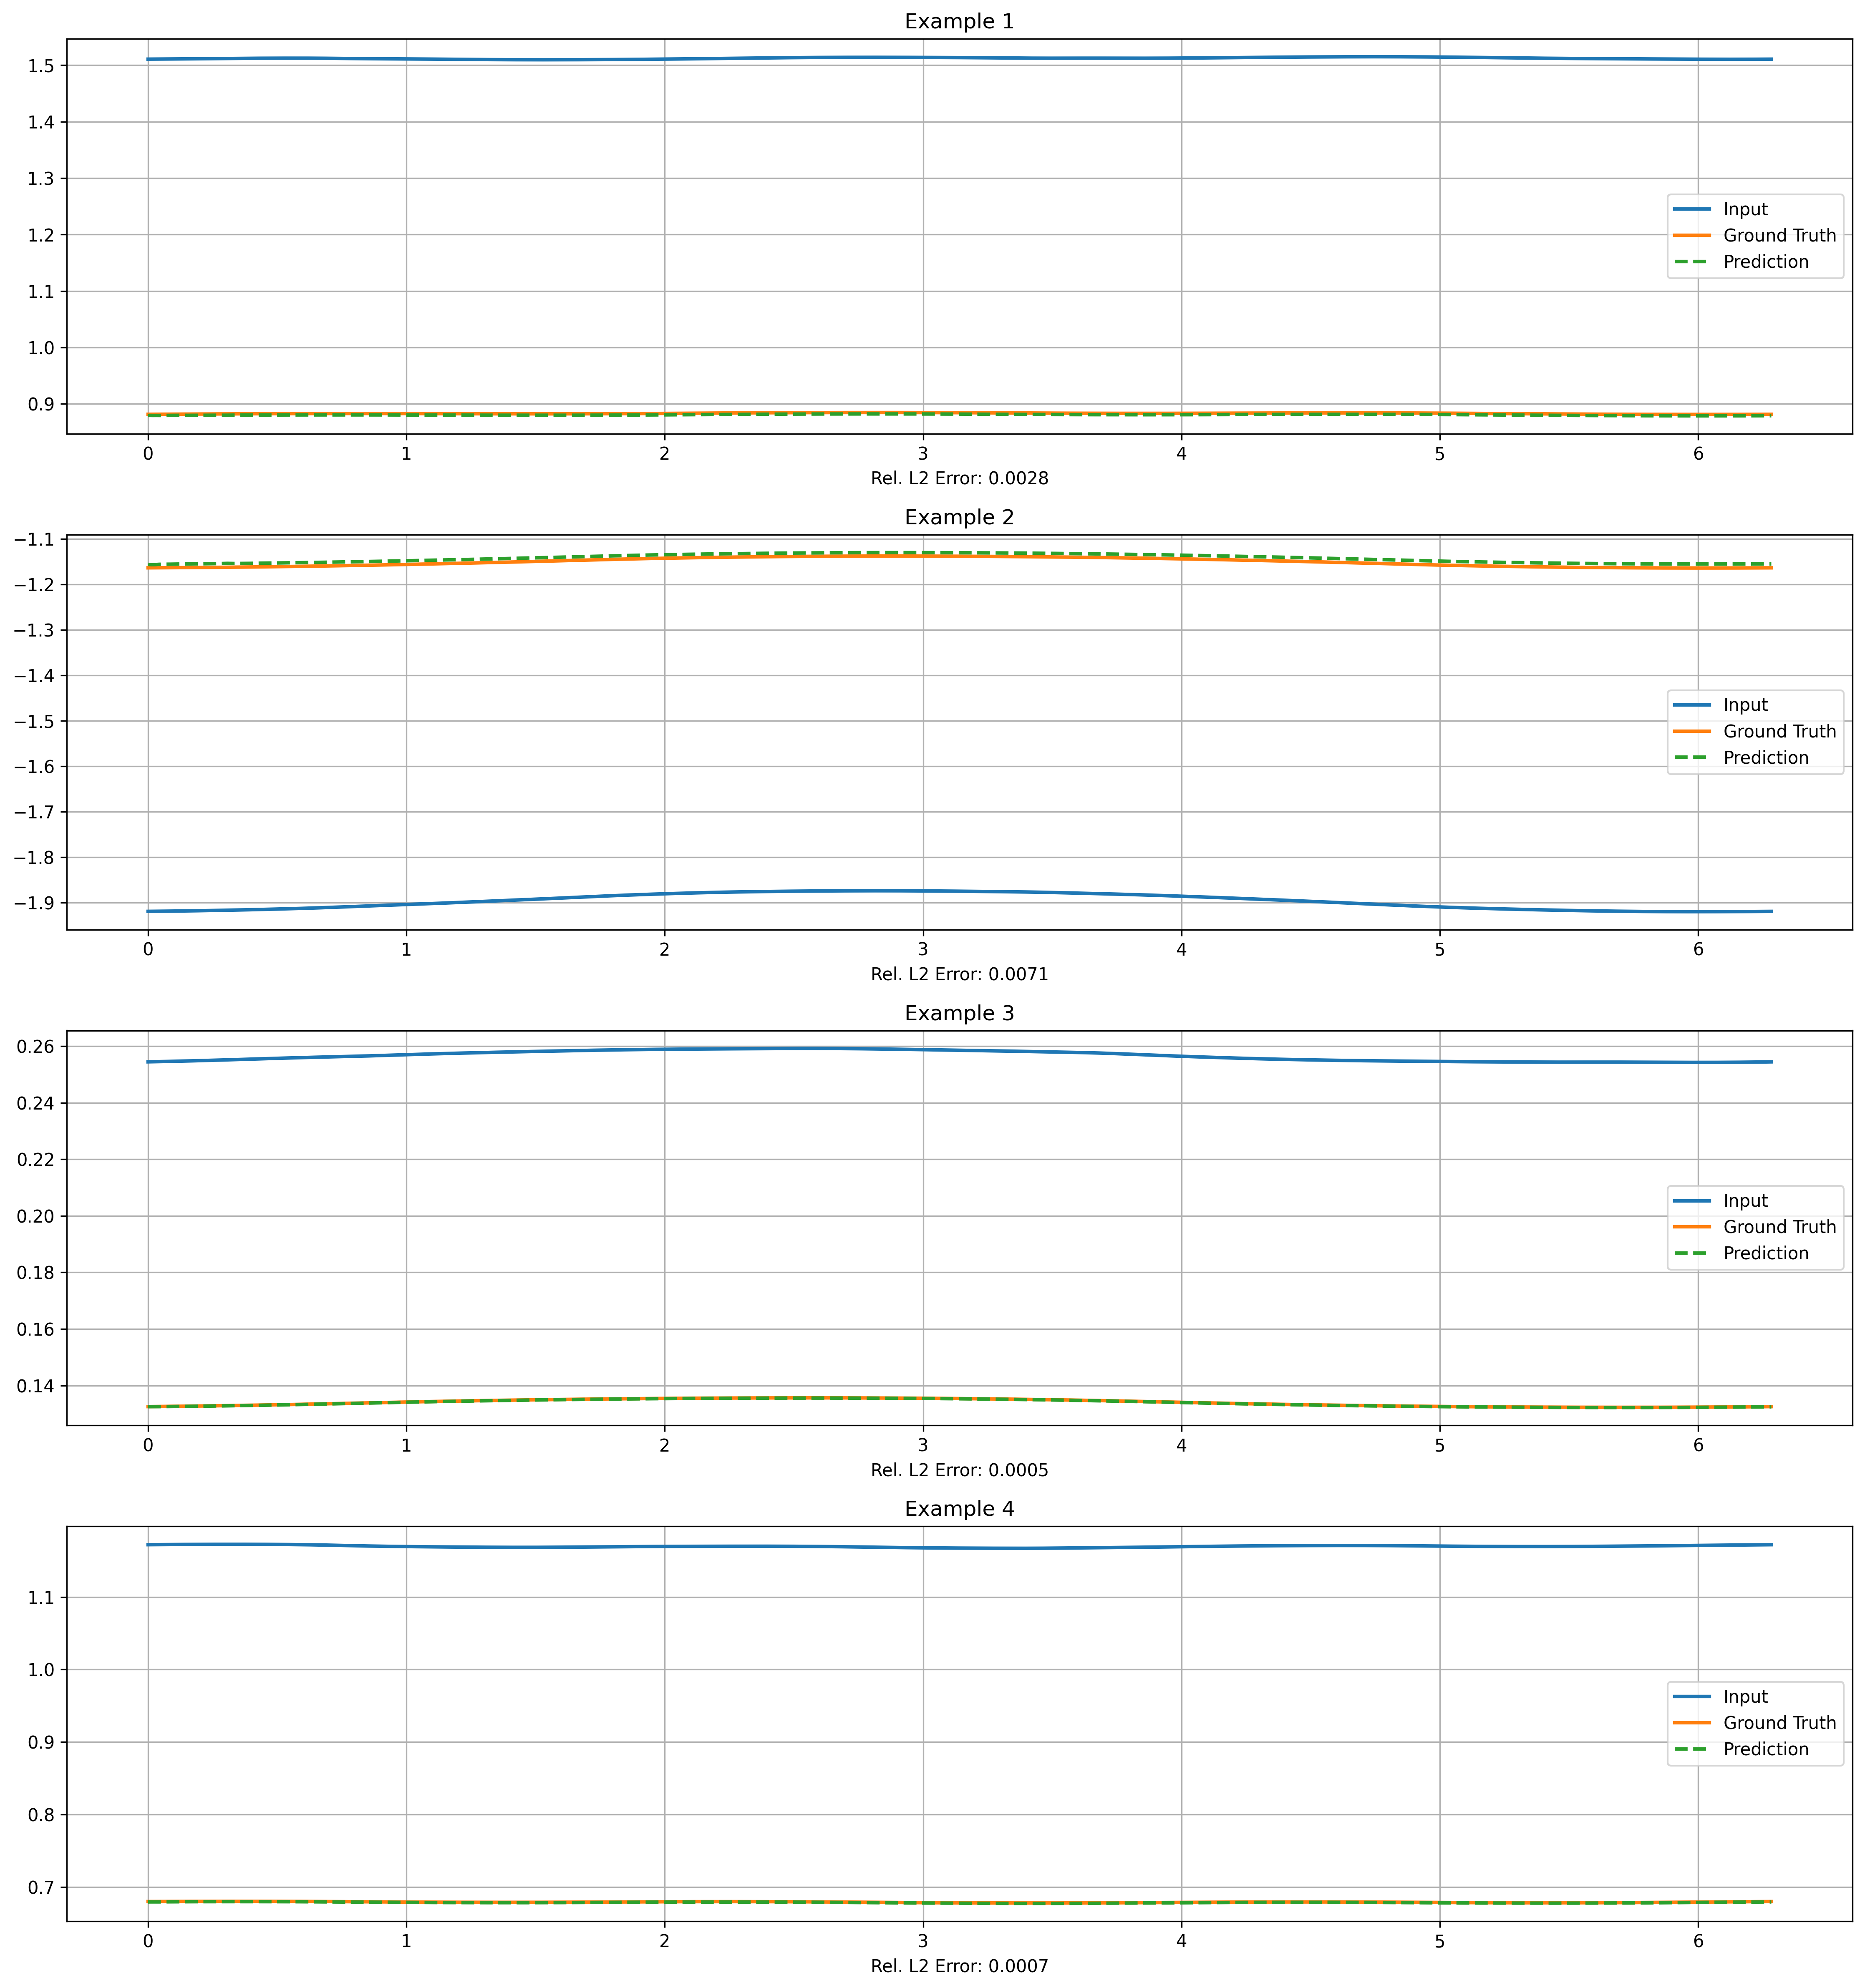 Example 1
1.5
1.4
1.3
1.2
1.1
1.0
0.9
Input
Ground Truth
Prediction
0 1 2 3 4 5 6
Rel. L2 Error: 0.0028
Example 2
−1.1
−1.2
−1.3
−1.4
−1.5
−1.6
−1.7
−1.8
−1.9
Input
Ground Truth
Prediction
0 1 2 3 4 5 6
Rel. L2 Error: 0.0071
Example 3
0.26
0.24
0.22
0.20
0.18
0.16
0.14
Input
Ground Truth
Prediction
0 1 2 3 4 5 6
Rel. L2 Error: 0.0005
Example 4
1.1
1.0
0.9
0.8
0.7
Input
Ground Truth
Prediction
0 1 2 3 4 5 6
Rel. L2 Error: 0.0007